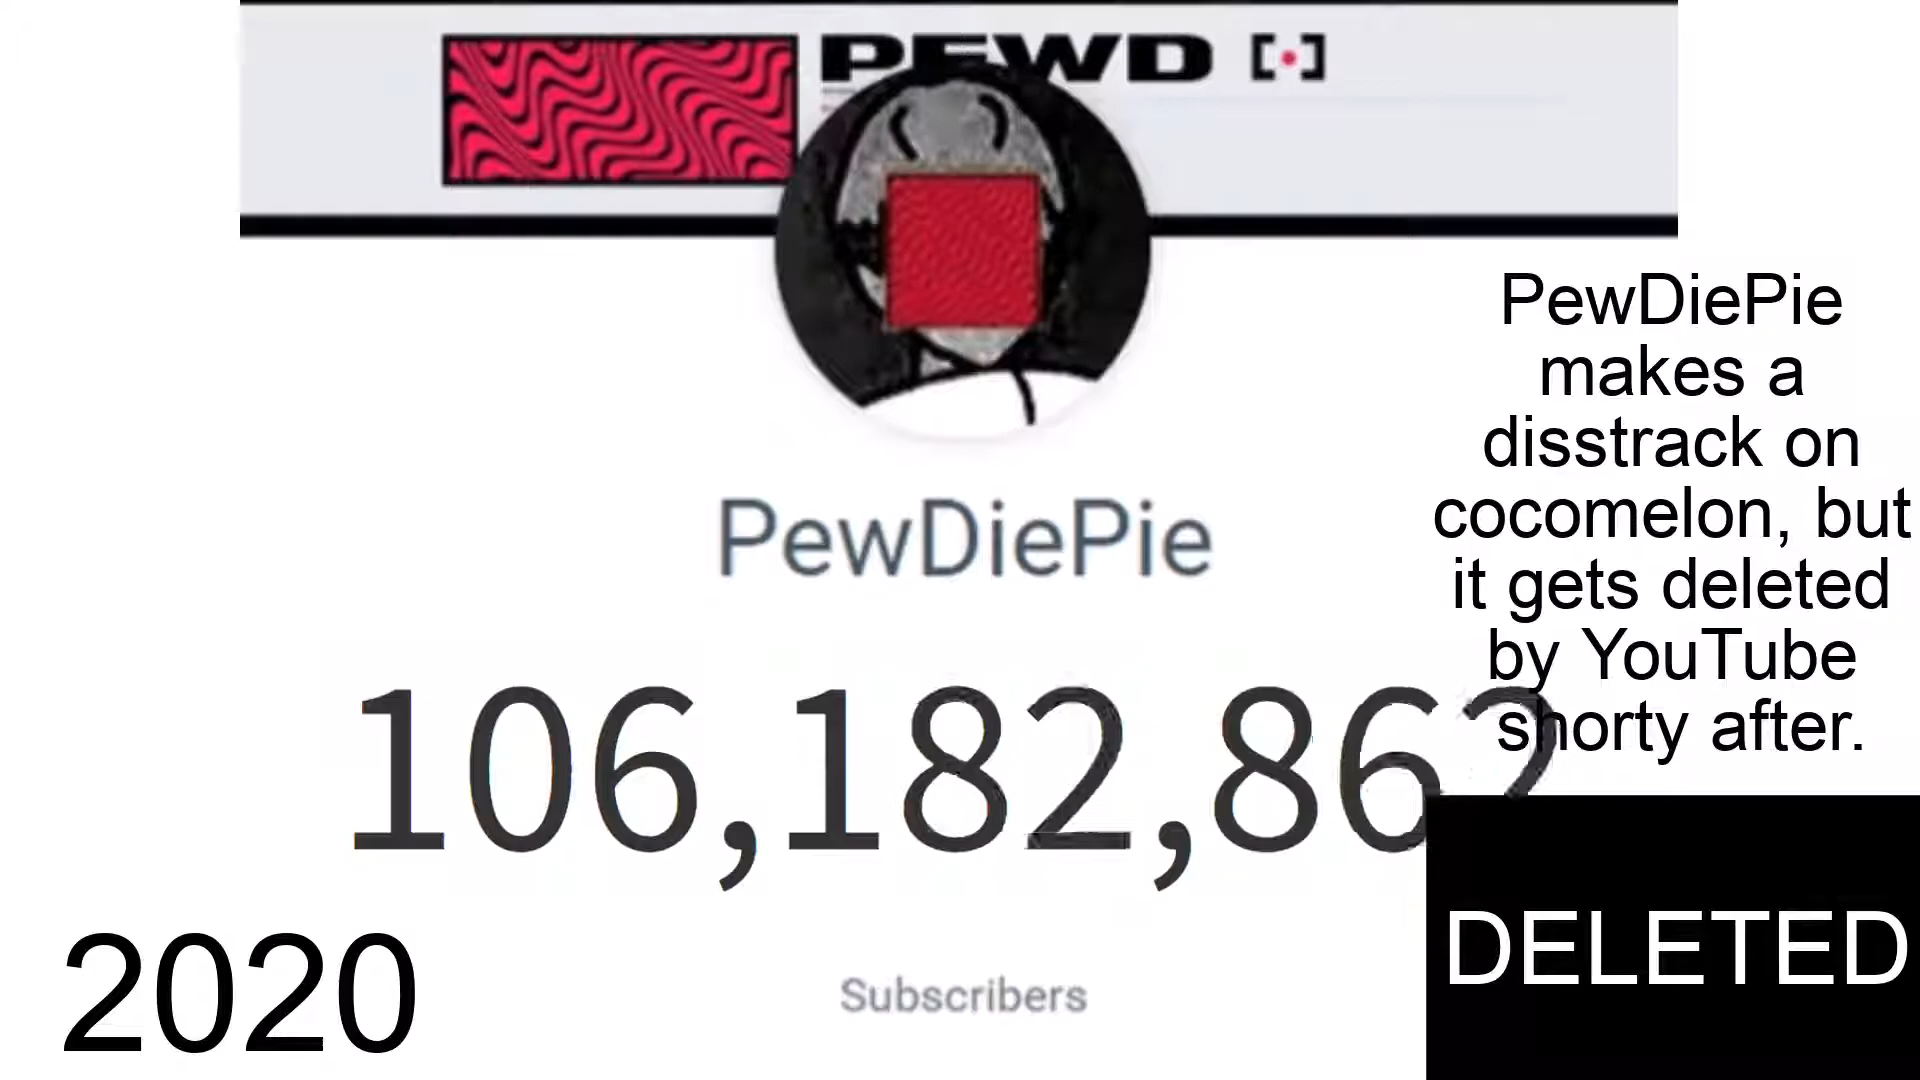 PEWD [·]
PewDiePie
106,182,862
Subscribers
2020
PewDiePie
makes a
disstrack on
cocomelon, but
it gets deleted
by YouTube
shorty after.
DELETED